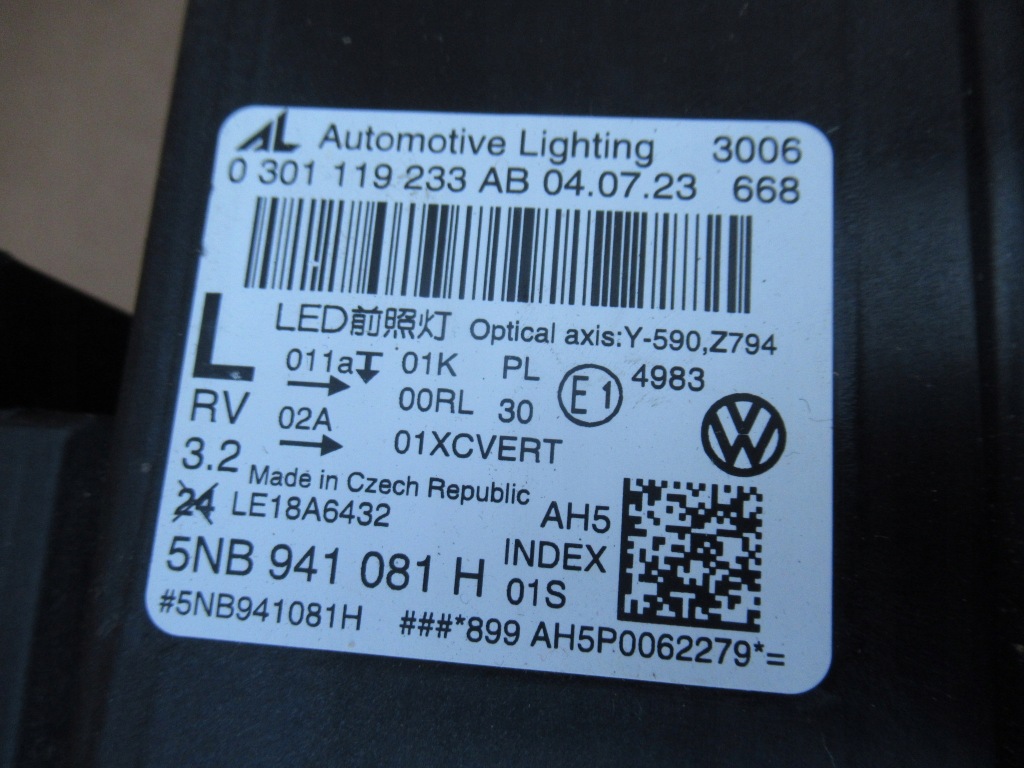 AL Automotive Lighting 3006
0 301 119 233 AB 04.07.23 668
L LED前照灯 Optical axis:Y-590,Z794
011a 01K PL E1 4983
RV 02A 00RL 30
3.2 01XCVERT VW
Made in Czech Republic
24 LE18A6432 AH5
5NB 941 081 H INDEX 01S
#5NB941081H ###*899 AH5P0062279*=